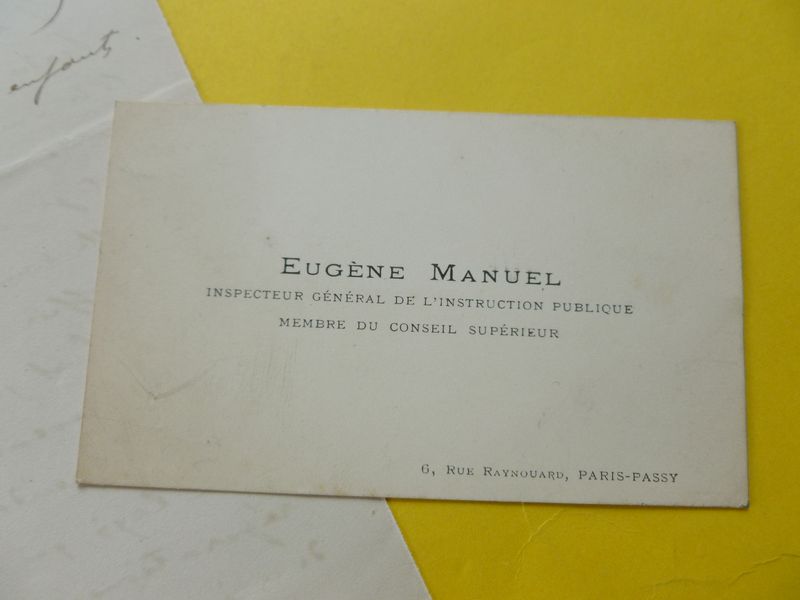 enfants.
EUGÈNE MANUEL
INSPECTEUR GÉNÉRAL DE L'INSTRUCTION PUBLIQUE
MEMBRE DU CONSEIL SUPÉRIEUR
6, RUE RAYNOUARD, PARIS-PASSY